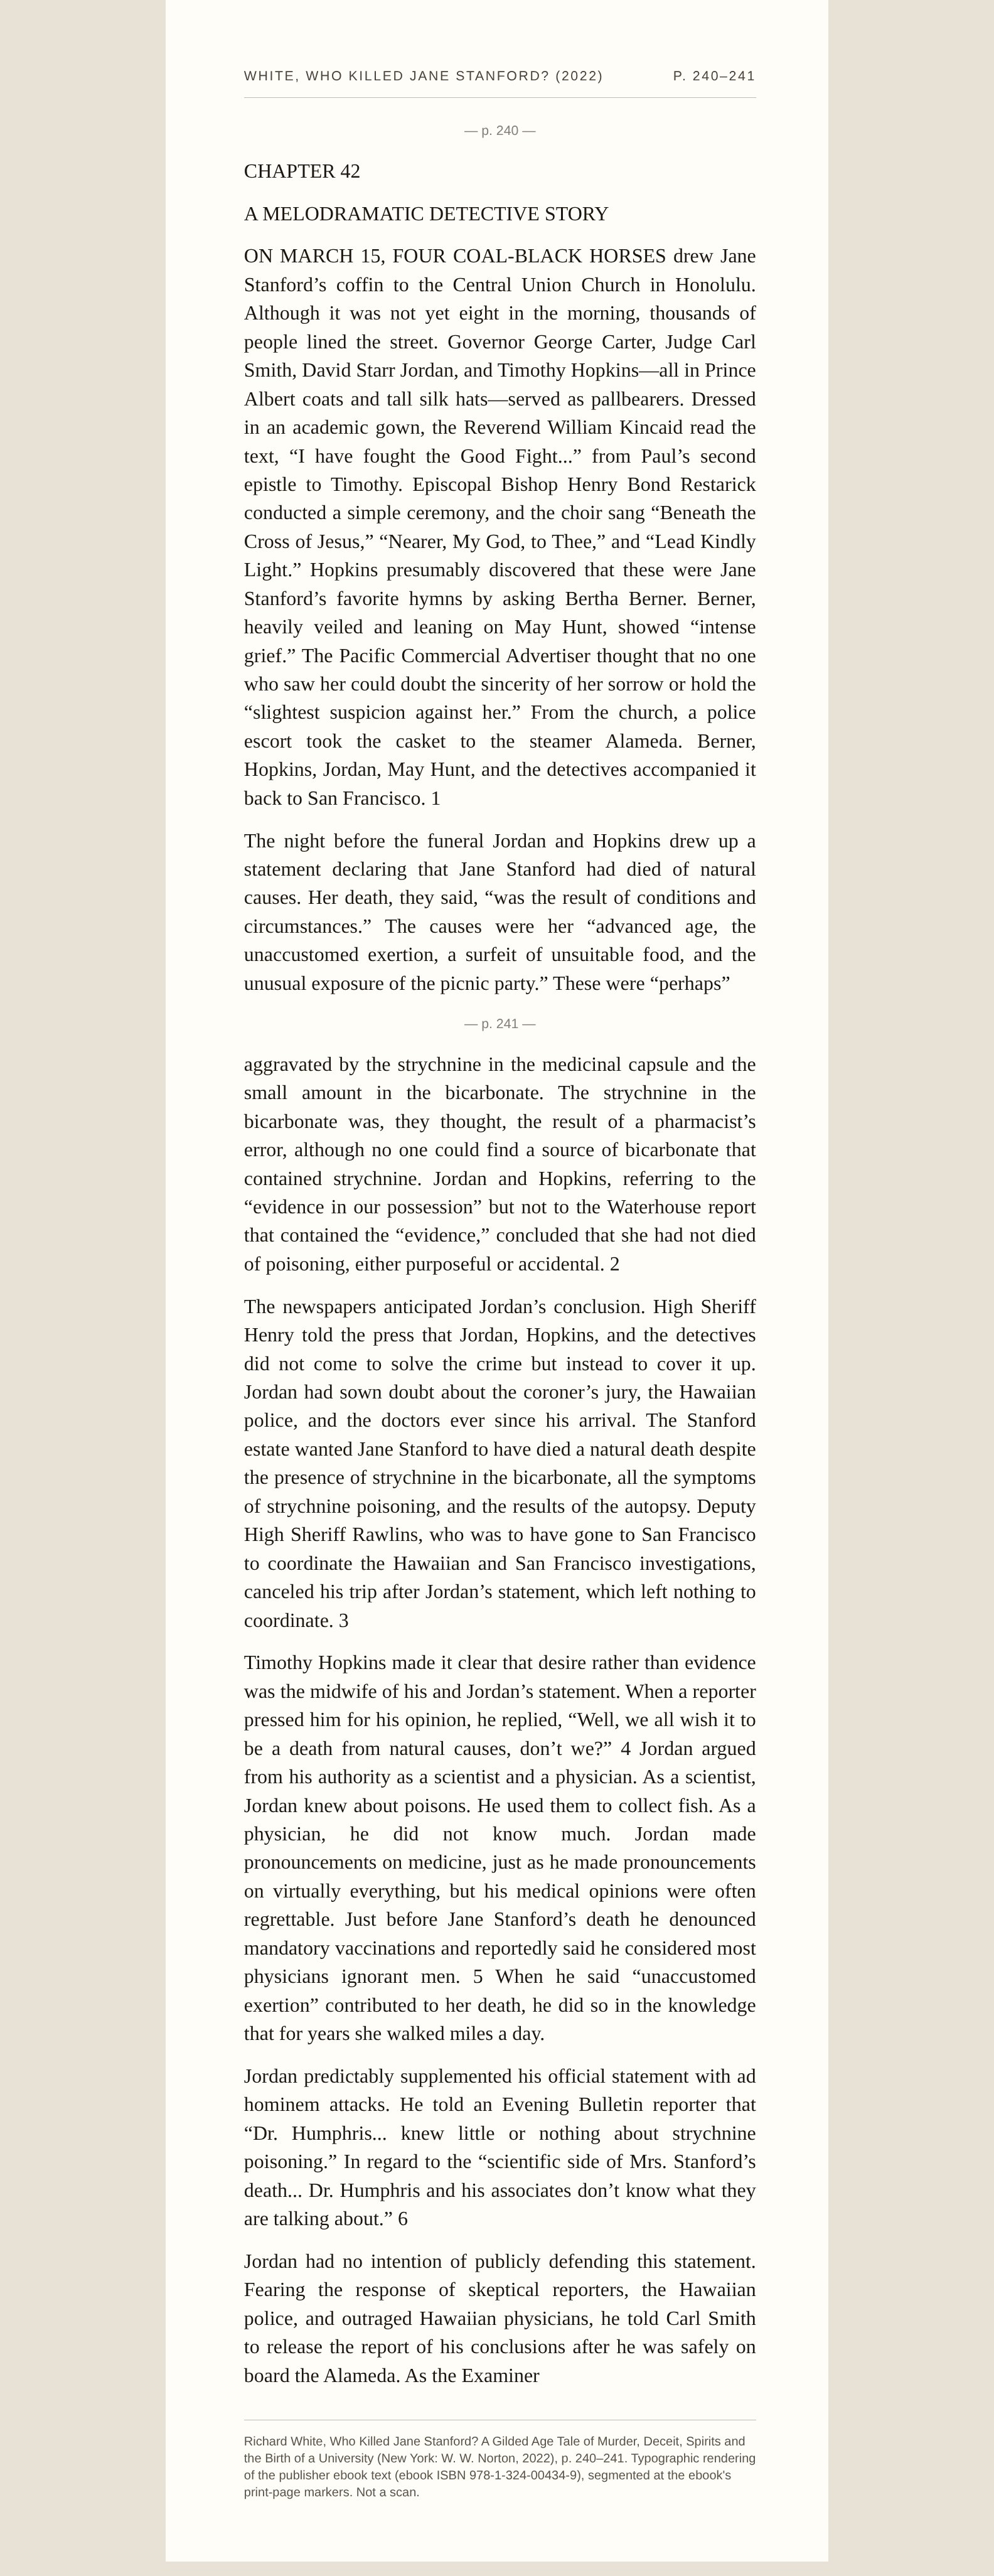 WHITE, WHO KILLED JANE STANFORD? (2022) P. 240–241
— p. 240 —
CHAPTER 42
A MELODRAMATIC DETECTIVE STORY
ON MARCH 15, FOUR COAL-BLACK HORSES drew Jane
Stanford’s coffin to the Central Union Church in Honolulu.
Although it was not yet eight in the morning, thousands of
people lined the street. Governor George Carter, Judge Carl
Smith, David Starr Jordan, and Timothy Hopkins—all in Prince
Albert coats and tall silk hats—served as pallbearers. Dressed
in an academic gown, the Reverend William Kincaid read the
text, “I have fought the Good Fight...” from Paul’s second
epistle to Timothy. Episcopal Bishop Henry Bond Restarick
conducted a simple ceremony, and the choir sang “Beneath the
Cross of Jesus,” “Nearer, My God, to Thee,” and “Lead Kindly
Light.” Hopkins presumably discovered that these were Jane
Stanford’s favorite hymns by asking Bertha Berner. Berner,
heavily veiled and leaning on May Hunt, showed “intense
grief.” The Pacific Commercial Advertiser thought that no one
who saw her could doubt the sincerity of her sorrow or hold the
“slightest suspicion against her.” From the church, a police
escort took the casket to the steamer Alameda. Berner,
Hopkins, Jordan, May Hunt, and the detectives accompanied it
back to San Francisco. 1
The night before the funeral Jordan and Hopkins drew up a
statement declaring that Jane Stanford had died of natural
causes. Her death, they said, “was the result of conditions and
circumstances.” The causes were her “advanced age, the
unaccustomed exertion, a surfeit of unsuitable food, and the
unusual exposure of the picnic party.” These were “perhaps”
— p. 241 —
aggravated by the strychnine in the medicinal capsule and the
small amount in the bicarbonate. The strychnine in the
bicarbonate was, they thought, the result of a pharmacist’s
error, although no one could find a source of bicarbonate that
contained strychnine. Jordan and Hopkins, referring to the
“evidence in our possession” but not to the Waterhouse report
that contained the “evidence,” concluded that she had not died
of poisoning, either purposeful or accidental. 2
The newspapers anticipated Jordan’s conclusion. High Sheriff
Henry told the press that Jordan, Hopkins, and the detectives
did not come to solve the crime but instead to cover it up.
Jordan had sown doubt about the coroner’s jury, the Hawaiian
police, and the doctors ever since his arrival. The Stanford
estate wanted Jane Stanford to have died a natural death despite
the presence of strychnine in the bicarbonate, all the symptoms
of strychnine poisoning, and the results of the autopsy. Deputy
High Sheriff Rawlins, who was to have gone to San Francisco
to coordinate the Hawaiian and San Francisco investigations,
canceled his trip after Jordan’s statement, which left nothing to
coordinate. 3
Timothy Hopkins made it clear that desire rather than evidence
was the midwife of his and Jordan’s statement. When a reporter
pressed him for his opinion, he replied, “Well, we all wish it to
be a death from natural causes, don’t we?” 4 Jordan argued
from his authority as a scientist and a physician. As a scientist,
Jordan knew about poisons. He used them to collect fish. As a
physician, he did not know much. Jordan made
pronouncements on medicine, just as he made pronouncements
on virtually everything, but his medical opinions were often
regrettable. Just before Jane Stanford’s death he denounced
mandatory vaccinations and reportedly said he considered most
physicians ignorant men. 5 When he said “unaccustomed
exertion” contributed to her death, he did so in the knowledge
that for years she walked miles a day.
Jordan predictably supplemented his official statement with ad
hominem attacks. He told an Evening Bulletin reporter that
“Dr. Humphris... knew little or nothing about strychnine
poisoning.” In regard to the “scientific side of Mrs. Stanford’s
death... Dr. Humphris and his associates don’t know what they
are talking about.” 6
Jordan had no intention of publicly defending this statement.
Fearing the response of skeptical reporters, the Hawaiian
police, and outraged Hawaiian physicians, he told Carl Smith
to release the report of his conclusions after he was safely on
board the Alameda. As the Examiner
Richard White, Who Killed Jane Stanford? A Gilded Age Tale of Murder, Deceit, Spirits and
the Birth of a University (New York: W. W. Norton, 2022), p. 240–241. Typographic rendering
of the publisher ebook text (ebook ISBN 978-1-324-00434-9), segmented at the ebook's
print-page markers. Not a scan.